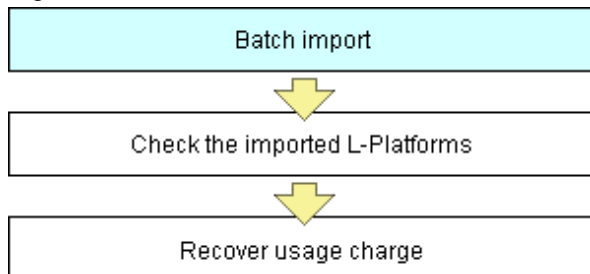 Batch import
Check the imported L-Platforms
Recover usage charge